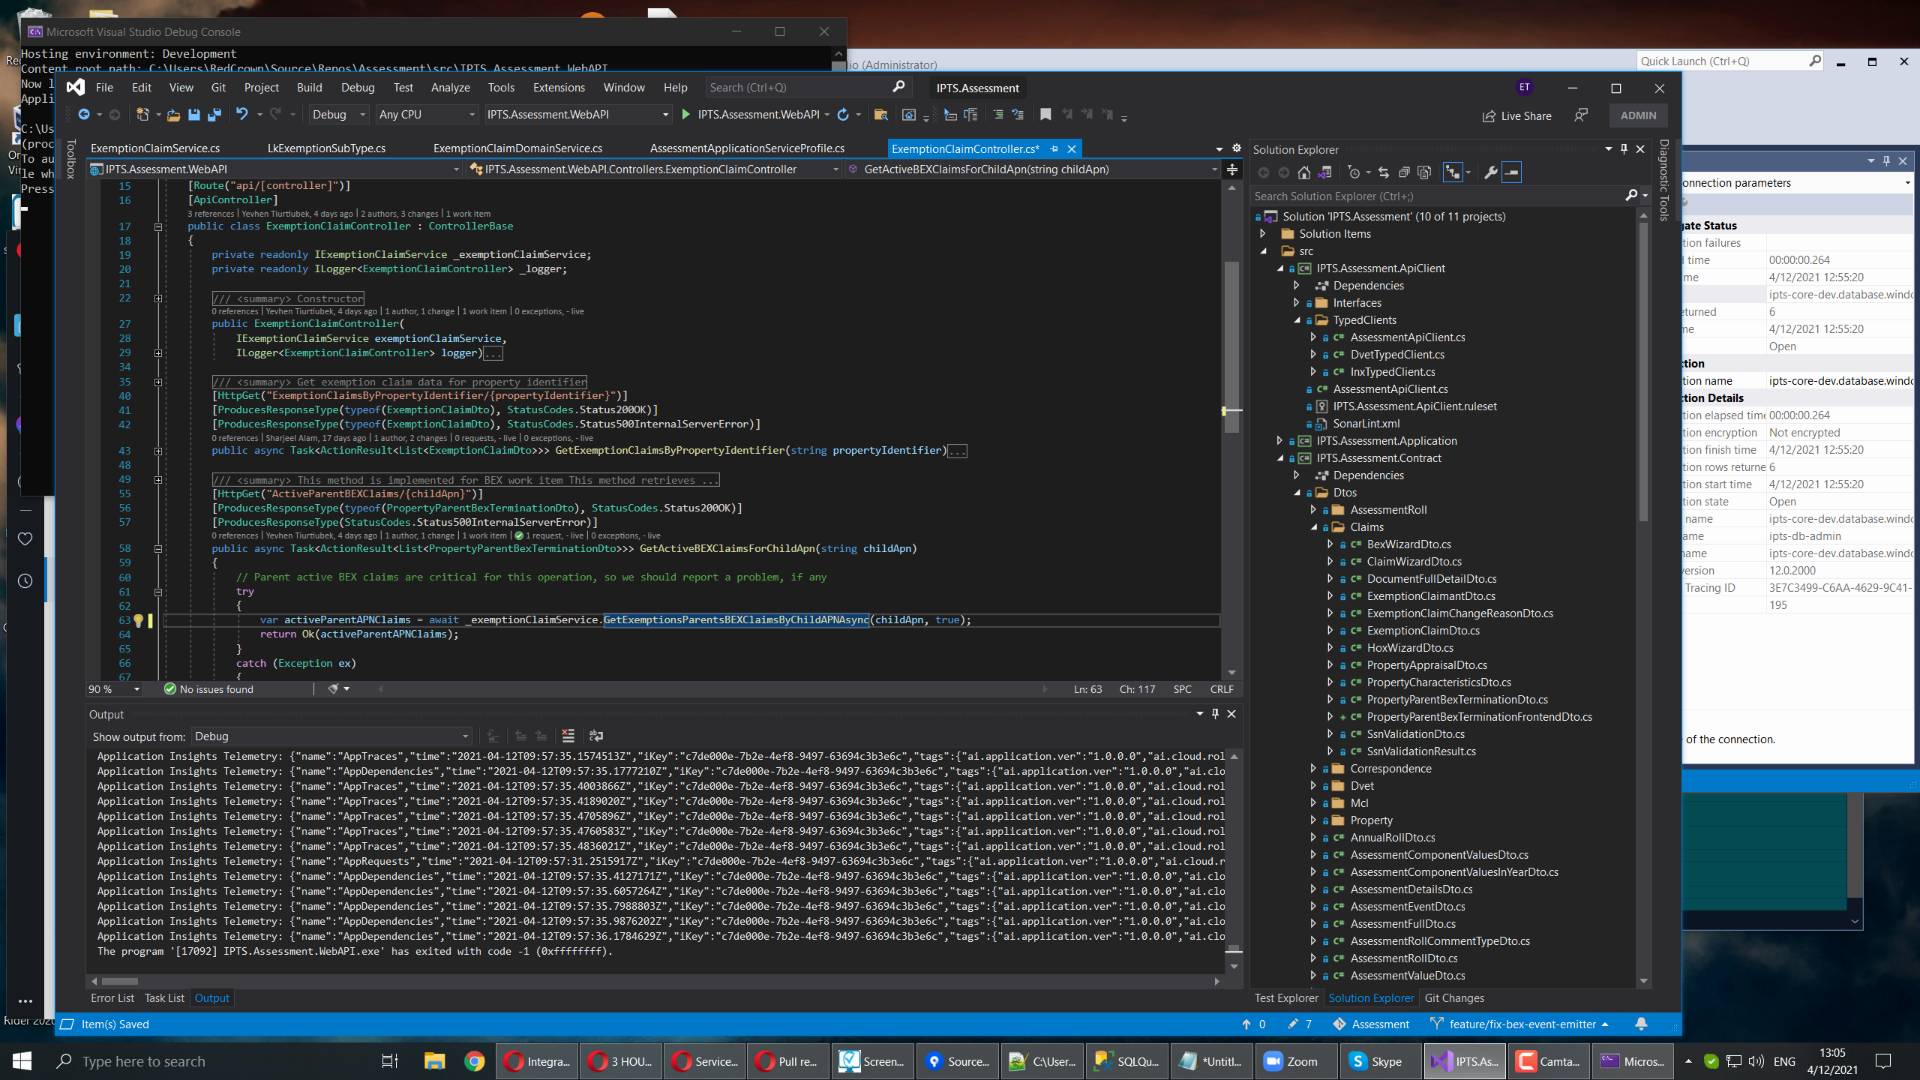 Microsoft Visual Studio Debug Console
Hosting environment: Development
Content root path: C:\Users\RedCrown\Source\Repos\Assessment\src\IPTS.Assessment.WebAPI
Now l
Appli
C:\Us
(proc
To au
le wh
Press
io (Administrator)
Quick Launch (Ctrl+Q)
File Edit View Git Project Build Debug Test Analyze Tools Extensions Window Help Search (Ctrl+Q) IPTS.Assessment ET
Debug Any CPU IPTS.Assessment.WebAPI IPTS.Assessment.WebAPI Live Share ADMIN
Toolbox
ExemptionClaimService.cs LkExemptionSubType.cs ExemptionClaimDomainService.cs AssessmentApplicationServiceProfile.cs ExemptionClaimController.cs*
IPTS.Assessment.WebAPI IPTS.Assessment.WebAPI.Controllers.ExemptionClaimController GetActiveBEXClaimsForChildApn(string childApn)
15 [Route("api/[controller]")]
16 [ApiController]
3 references | Yevhen Tiurtlubek, 4 days ago | 2 authors, 3 changes | 1 work item
17 public class ExemptionClaimController : ControllerBase
18 {
19 private readonly IExemptionClaimService _exemptionClaimService;
20 private readonly ILogger<ExemptionClaimController> _logger;
21
22 /// <summary> Constructor
0 references | Yevhen Tiurtlubek, 4 days ago | 1 author, 1 change | 1 work item | 0 exceptions, - live
27 public ExemptionClaimController(
28 IExemptionClaimService exemptionClaimService,
29 ILogger<ExemptionClaimController> logger)...
34
35 /// <summary> Get exemption claim data for property identifier
40 [HttpGet("ExemptionClaimsByPropertyIdentifier/{propertyIdentifier}")]
41 [ProducesResponseType(typeof(ExemptionClaimDto), StatusCodes.Status200OK)]
42 [ProducesResponseType(typeof(ExemptionClaimDto), StatusCodes.Status500InternalServerError)]
0 references | Sharjeel Alam, 17 days ago | 1 author, 2 changes | 0 requests, - live | 0 exceptions, - live
43 public async Task<ActionResult<List<ExemptionClaimDto>>> GetExemptionClaimsByPropertyIdentifier(string propertyIdentifier)...
48
49 /// <summary> This method is implemented for BEX work item This method retrieves ...
55 [HttpGet("ActiveParentBEXClaims/{childApn}")]
56 [ProducesResponseType(typeof(PropertyParentBexTerminationDto), StatusCodes.Status200OK)]
57 [ProducesResponseType(StatusCodes.Status500InternalServerError)]
0 references | Yevhen Tiurtlubek, 4 days ago | 1 author, 1 change | 1 work item | 1 request, - live | 0 exceptions, - live
58 public async Task<ActionResult<List<PropertyParentBexTerminationDto>>> GetActiveBEXClaimsForChildApn(string childApn)
59 {
60 // Parent active BEX claims are critical for this operation, so we should report a problem, if any
61 try
62 {
63 var activeParentAPNClaims = await _exemptionClaimService.GetExemptionsParentsBEXClaimsByChildAPNAsync(childApn, true);
64 return Ok(activeParentAPNClaims);
65 }
66 catch (Exception ex)
67 {
90 % No issues found Ln: 63 Ch: 117 SPC CRLF
Output
Show output from: Debug
Application Insights Telemetry: {"name":"AppTraces","time":"2021-04-12T09:57:35.1574513Z","iKey":"c7de000e-7b2e-4ef8-9497-63694c3b3e6c","tags":{"ai.application.ver":"1.0.0.0","ai.cloud.rol
Application Insights Telemetry: {"name":"AppDependencies","time":"2021-04-12T09:57:35.1777210Z","iKey":"c7de000e-7b2e-4ef8-9497-63694c3b3e6c","tags":{"ai.application.ver":"1.0.0.0","ai.clo
Application Insights Telemetry: {"name":"AppTraces","time":"2021-04-12T09:57:35.4003866Z","iKey":"c7de000e-7b2e-4ef8-9497-63694c3b3e6c","tags":{"ai.application.ver":"1.0.0.0","ai.cloud.rol
Application Insights Telemetry: {"name":"AppTraces","time":"2021-04-12T09:57:35.4189020Z","iKey":"c7de000e-7b2e-4ef8-9497-63694c3b3e6c","tags":{"ai.application.ver":"1.0.0.0","ai.cloud.rol
Application Insights Telemetry: {"name":"AppTraces","time":"2021-04-12T09:57:35.4705896Z","iKey":"c7de000e-7b2e-4ef8-9497-63694c3b3e6c","tags":{"ai.application.ver":"1.0.0.0","ai.cloud.rol
Application Insights Telemetry: {"name":"AppTraces","time":"2021-04-12T09:57:35.4760583Z","iKey":"c7de000e-7b2e-4ef8-9497-63694c3b3e6c","tags":{"ai.application.ver":"1.0.0.0","ai.cloud.rol
Application Insights Telemetry: {"name":"AppTraces","time":"2021-04-12T09:57:35.4836021Z","iKey":"c7de000e-7b2e-4ef8-9497-63694c3b3e6c","tags":{"ai.application.ver":"1.0.0.0","ai.cloud.rol
Application Insights Telemetry: {"name":"AppRequests","time":"2021-04-12T09:57:31.2515917Z","iKey":"c7de000e-7b2e-4ef8-9497-63694c3b3e6c","tags":{"ai.application.ver":"1.0.0.0","ai.cloud.r
Application Insights Telemetry: {"name":"AppDependencies","time":"2021-04-12T09:57:35.4127171Z","iKey":"c7de000e-7b2e-4ef8-9497-63694c3b3e6c","tags":{"ai.application.ver":"1.0.0.0","ai.clo
Application Insights Telemetry: {"name":"AppDependencies","time":"2021-04-12T09:57:35.6057264Z","iKey":"c7de000e-7b2e-4ef8-9497-63694c3b3e6c","tags":{"ai.application.ver":"1.0.0.0","ai.clo
Application Insights Telemetry: {"name":"AppDependencies","time":"2021-04-12T09:57:35.7988803Z","iKey":"c7de000e-7b2e-4ef8-9497-63694c3b3e6c","tags":{"ai.application.ver":"1.0.0.0","ai.clo
Application Insights Telemetry: {"name":"AppDependencies","time":"2021-04-12T09:57:35.9876202Z","iKey":"c7de000e-7b2e-4ef8-9497-63694c3b3e6c","tags":{"ai.application.ver":"1.0.0.0","ai.clo
Application Insights Telemetry: {"name":"AppDependencies","time":"2021-04-12T09:57:36.1784629Z","iKey":"c7de000e-7b2e-4ef8-9497-63694c3b3e6c","tags":{"ai.application.ver":"1.0.0.0","ai.clo
The program '[17092] IPTS.Assessment.WebAPI.exe' has exited with code -1 (0xffffffff).
Error List Task List Output
Item(s) Saved
Solution Explorer
Search Solution Explorer (Ctrl+;)
Solution 'IPTS.Assessment' (10 of 11 projects)
Solution Items
src
IPTS.Assessment.ApiClient
Dependencies
Interfaces
TypedClients
AssessmentApiClient.cs
DvetTypedClient.cs
InxTypedClient.cs
AssessmentApiClient.cs
IPTS.Assessment.ApiClient.ruleset
SonarLint.xml
IPTS.Assessment.Application
IPTS.Assessment.Contract
Dependencies
Dtos
AssessmentRoll
Claims
BexWizardDto.cs
ClaimWizardDto.cs
DocumentFullDetailDto.cs
ExemptionClaimantDto.cs
ExemptionClaimChangeReasonDto.cs
ExemptionClaimDto.cs
HoxWizardDto.cs
PropertyAppraisalDto.cs
PropertyCharacteristicsDto.cs
PropertyParentBexTerminationDto.cs
PropertyParentBexTerminationFrontendDto.cs
SsnValidationDto.cs
SsnValidationResult.cs
Correspondence
Dvet
Mcl
Property
AnnualRollDto.cs
AssessmentComponentValuesDto.cs
AssessmentComponentValuesInYearDto.cs
AssessmentDetailsDto.cs
AssessmentEventDto.cs
AssessmentFullDto.cs
AssessmentRollCommentTypeDto.cs
AssessmentRollDto.cs
AssessmentValueDto.cs
Test Explorer Solution Explorer Git Changes
0 7 Assessment feature/fix-bex-event-emitter
Diagnostic Tools
onnection parameters
gate Status
tion failures
l time 00:00:00.264
me 4/12/2021 12:55:20
ipts-core-dev.database.windo
eturned 6
me 4/12/2021 12:55:20
Open
ction
tion name ipts-core-dev.database.windo
ction Details
tion elapsed time 00:00:00.264
tion encryption Not encrypted
tion finish time 4/12/2021 12:55:20
tion rows returne 6
tion start time 4/12/2021 12:55:20
tion state Open
name ipts-core-dev.database.windo
name ipts-db-admin
name ipts-core-dev.database.windo
version 12.0.2000
Tracing ID 3E7C3499-C6AA-4629-9C41-
195
of the connection.
Rider 2020
Type here to search
Integra... 3 HOU... Service... Pull re... Screen... Source... C:\User... SQLQu... *Untitl... Zoom Skype IPTS.As... Camta... Micros...
ENG 13:05
4/12/2021